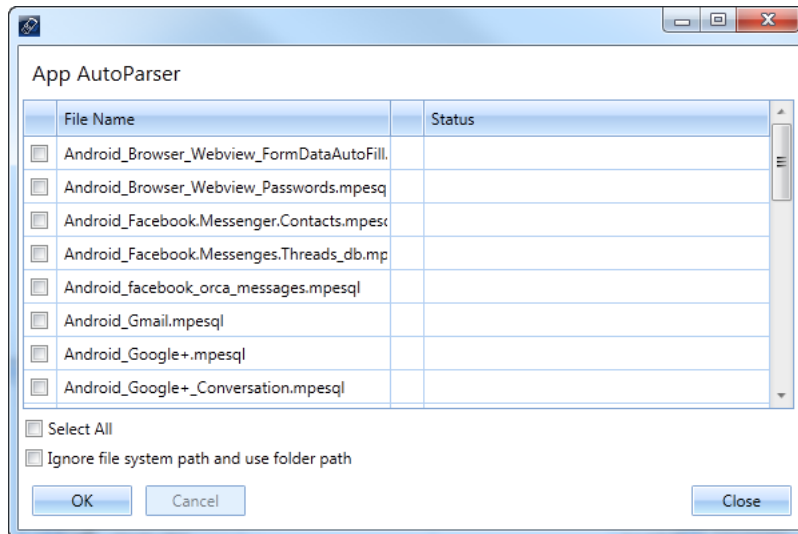 App AutoParser
File Name Status
Android_Browser_Webview_FormDataAutoFill.
Android_Browser_Webview_Passwords.mpesq
Android_Facebook.Messenger.Contacts.mpesc
Android_Facebook.Messenges.Threads_db.mp
Android_facebook_orca_messages.mpesql
Android_Gmail.mpesql
Android_Google+.mpesql
Android_Google+_Conversation.mpesql
Select All
Ignore file system path and use folder path
OK Cancel Close